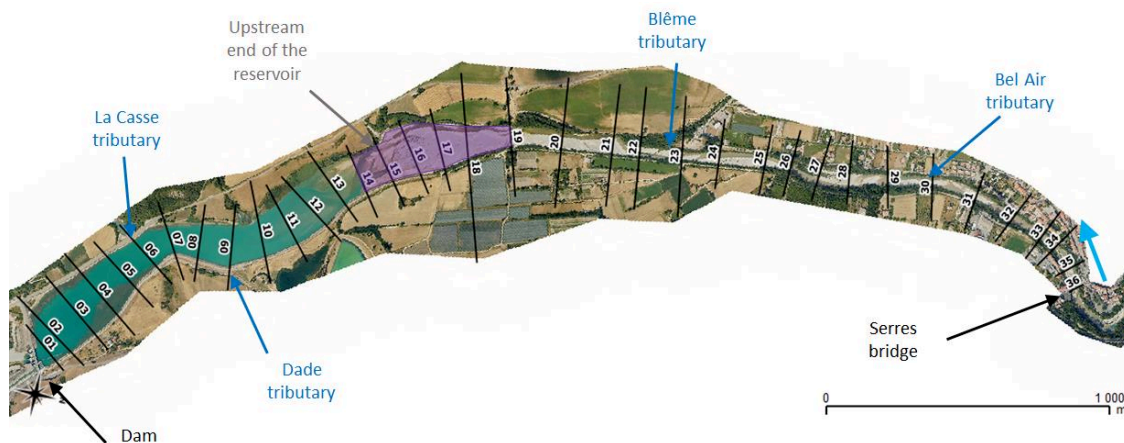 Upstream
end of the
reservoir
Blême
tributary
Bel Air
tributary
La Casse
tributary
Dade
tributary
Dam
Serres
bridge
01
02
03
04
05
06
07
08
09
10
11
12
13
14
15
16
17
18
19
20
21
22
23
24
25
26
27
28
29
30
31
32
33
34
35
36
0
1 000
m